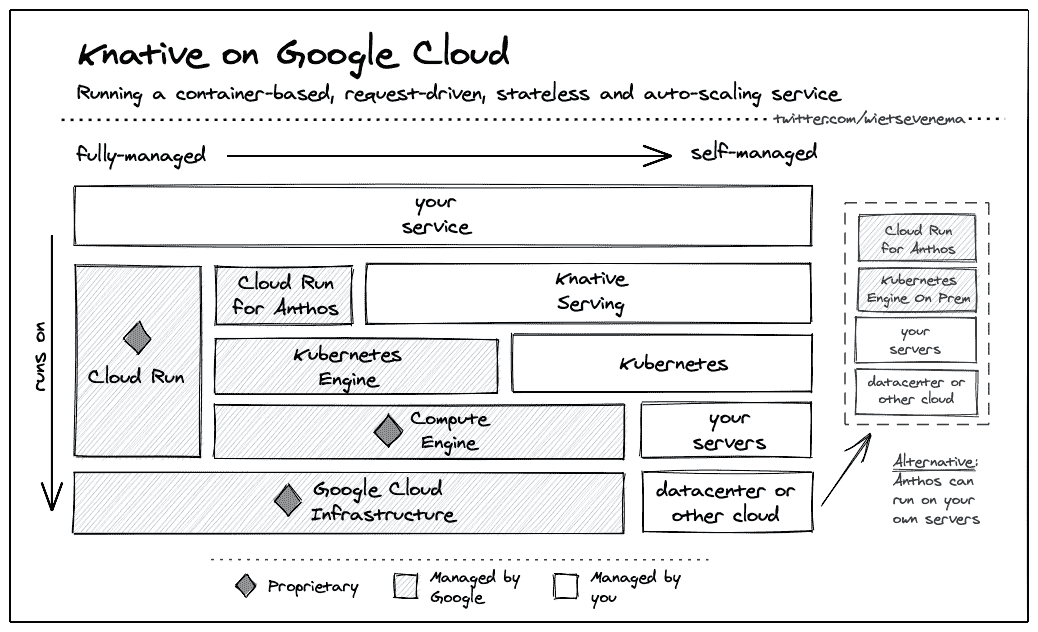 Knative on Google Cloud
Running a container-based, request-driven, stateless and auto-scaling service
twitter.com/wietsevenema
fully-managed
self-managed
your
service
runs on
Cloud Run
Cloud Run
for Anthos
Knative
Serving
Kubernetes
Engine
Kubernetes
Compute
Engine
your
servers
Google Cloud
Infrastructure
datacenter or
other cloud
Cloud Run
for Anthos
Kubernetes
Engine On Prem
your
servers
datacenter or
other cloud
Alternative:
Anthos can
run on your
own servers
Proprietary
Managed by
Google
Managed by
you